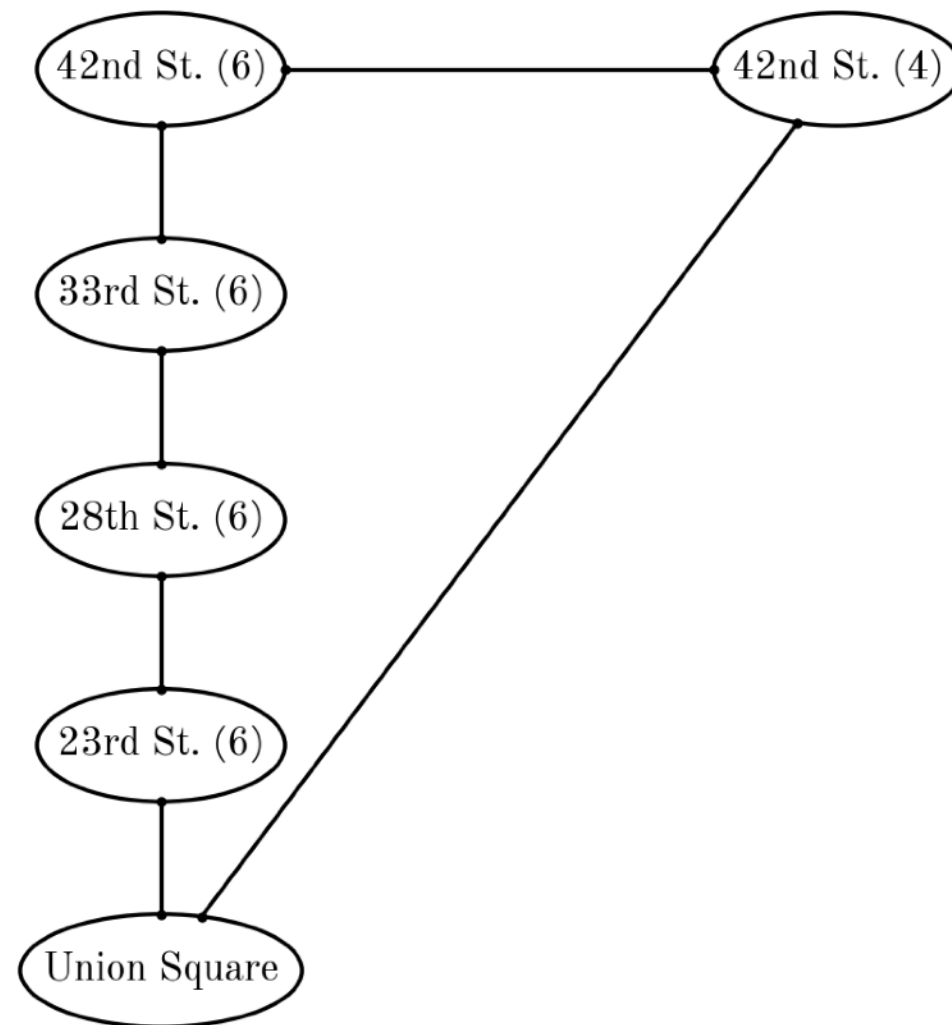 42nd St. (6)
42nd St. (4)
33rd St. (6)
28th St. (6)
23rd St. (6)
Union Square